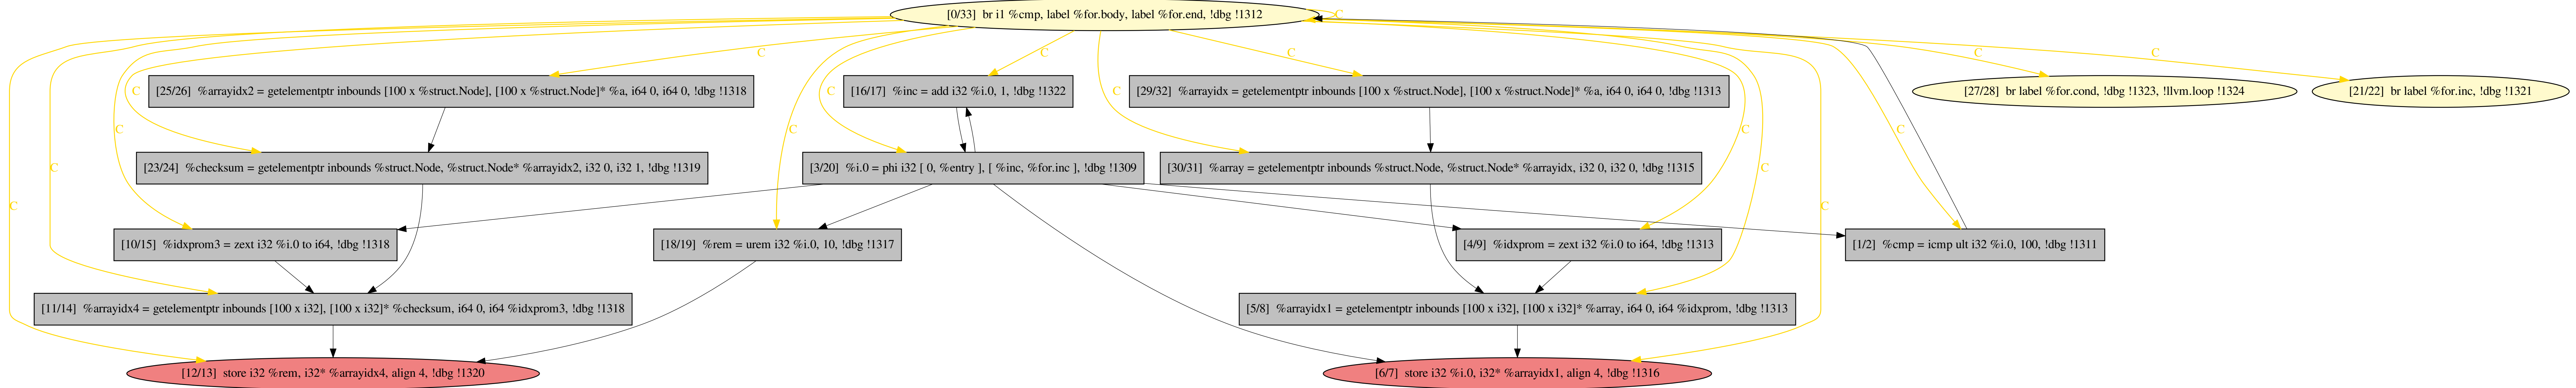 [0/33] br i1 %cmp, label %for.body, label %for.end, !dbg !1312
C
C
C
C
C
C
[25/26] %arrayidx2 = getelementptr inbounds [100 x %struct.Node], [100 x %struct.Node]* %a, i64 0, i64 0, !dbg !1318
C
C
[16/17] %inc = add i32 %i.0, 1, !dbg !1322
[29/32] %arrayidx = getelementptr inbounds [100 x %struct.Node], [100 x %struct.Node]* %a, i64 0, i64 0, !dbg !1313
[27/28] br label %for.cond, !dbg !1323, !llvm.loop !1324
[21/22] br label %for.inc, !dbg !1321
C
C
C
C
C
[23/24] %checksum = getelementptr inbounds %struct.Node, %struct.Node* %arrayidx2, i32 0, i32 1, !dbg !1319
[3/20] %i.0 = phi i32 [ 0, %entry ], [ %inc, %for.inc ], !dbg !1309
[30/31] %array = getelementptr inbounds %struct.Node, %struct.Node* %arrayidx, i32 0, i32 0, !dbg !1315
C
C
C
C
[10/15] %idxprom3 = zext i32 %i.0 to i64, !dbg !1318
[18/19] %rem = urem i32 %i.0, 10, !dbg !1317
[4/9] %idxprom = zext i32 %i.0 to i64, !dbg !1313
[1/2] %cmp = icmp ult i32 %i.0, 100, !dbg !1311
[11/14] %arrayidx4 = getelementptr inbounds [100 x i32], [100 x i32]* %checksum, i64 0, i64 %idxprom3, !dbg !1318
[5/8] %arrayidx1 = getelementptr inbounds [100 x i32], [100 x i32]* %array, i64 0, i64 %idxprom, !dbg !1313
[12/13] store i32 %rem, i32* %arrayidx4, align 4, !dbg !1320
[6/7] store i32 %i.0, i32* %arrayidx1, align 4, !dbg !1316